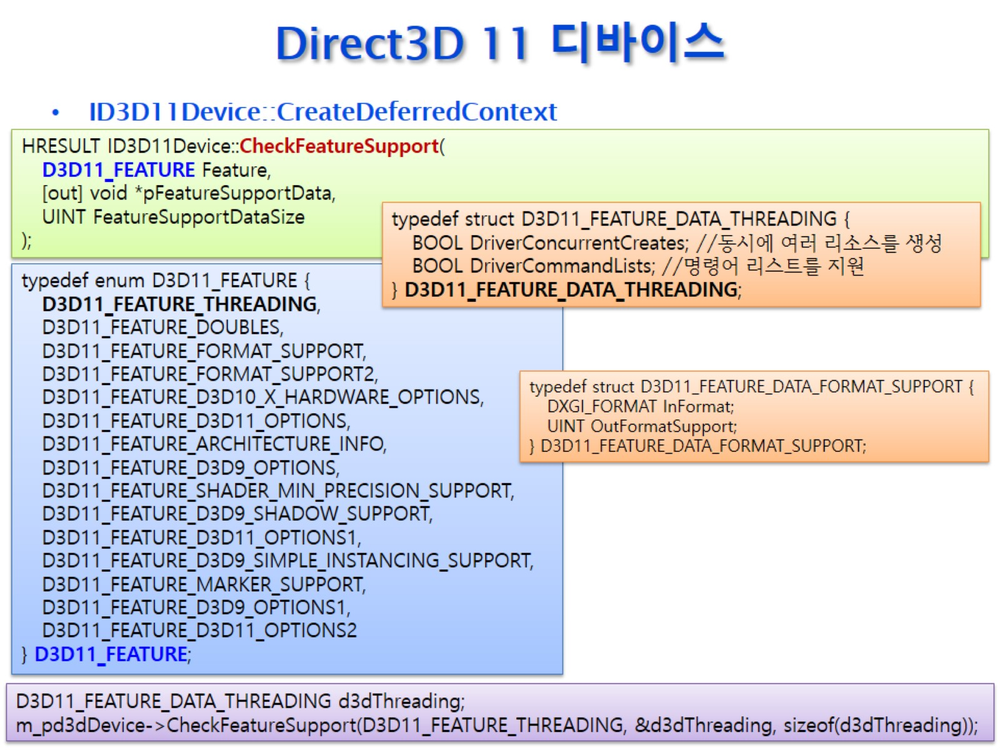 Direct3D 11 디바이스
• ID3D11Device::CreateDeferredContext
HRESULT ID3D11Device::CheckFeatureSupport(
D3D11_FEATURE Feature,
[out] void *pFeatureSupportData,
UINT FeatureSupportDataSize
);
typedef struct D3D11_FEATURE_DATA_THREADING {
BOOL DriverConcurrentCreates; //동시에 여러 리소스를 생성
BOOL DriverCommandLists; //명령어 리스트를 지원
} D3D11_FEATURE_DATA_THREADING;
typedef enum D3D11_FEATURE {
D3D11_FEATURE_THREADING,
D3D11_FEATURE_DOUBLES,
D3D11_FEATURE_FORMAT_SUPPORT,
D3D11_FEATURE_FORMAT_SUPPORT2,
D3D11_FEATURE_D3D10_X_HARDWARE_OPTIONS,
D3D11_FEATURE_D3D11_OPTIONS,
D3D11_FEATURE_ARCHITECTURE_INFO,
D3D11_FEATURE_D3D9_OPTIONS,
D3D11_FEATURE_SHADER_MIN_PRECISION_SUPPORT,
D3D11_FEATURE_D3D9_SHADOW_SUPPORT,
D3D11_FEATURE_D3D11_OPTIONS1,
D3D11_FEATURE_D3D9_SIMPLE_INSTANCING_SUPPORT,
D3D11_FEATURE_MARKER_SUPPORT,
D3D11_FEATURE_D3D9_OPTIONS1,
D3D11_FEATURE_D3D11_OPTIONS2
} D3D11_FEATURE;
typedef struct D3D11_FEATURE_DATA_FORMAT_SUPPORT {
DXGI_FORMAT InFormat;
UINT OutFormatSupport;
} D3D11_FEATURE_DATA_FORMAT_SUPPORT;
D3D11_FEATURE_DATA_THREADING d3dThreading;
m_pd3dDevice->CheckFeatureSupport(D3D11_FEATURE_THREADING, &d3dThreading, sizeof(d3dThreading));